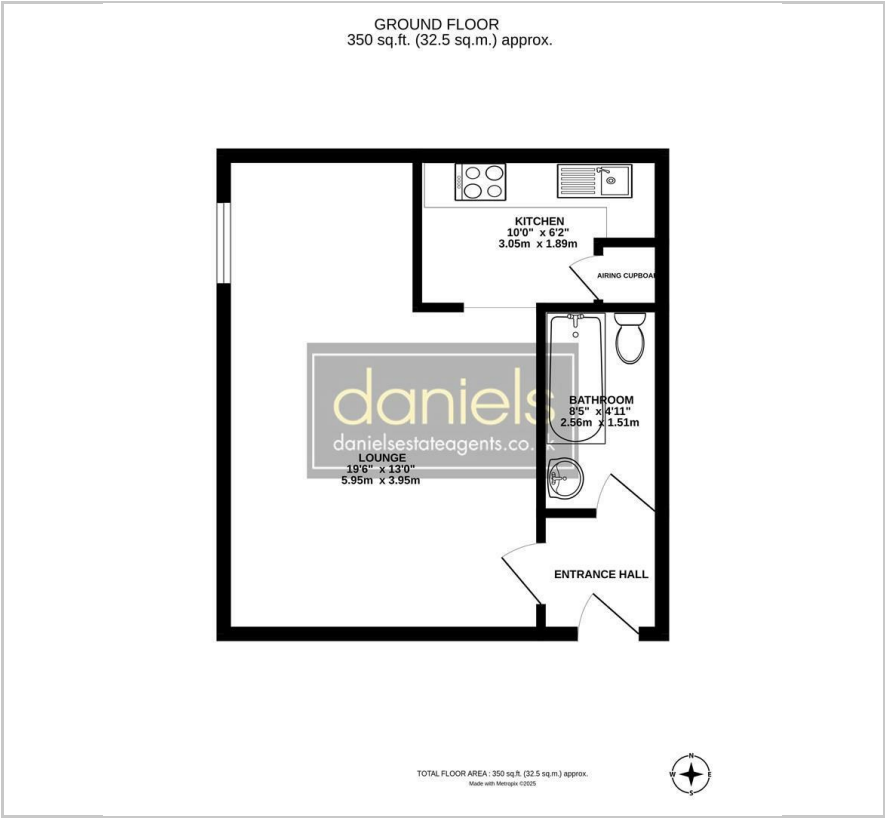 GROUND FLOOR
350 sq.ft. (32.5 sq.m.) approx.
KITCHEN
10'0" x 6'2"
3.05m x 1.89m
AIRING CUPBOA
daniels
danielsestateagents.co.uk
BATHROOM
8'5" x 4'11"
2.56m x 1.51m
LOUNGE
19'6" x 13'0"
5.95m x 3.95m
ENTRANCE HALL
TOTAL FLOOR AREA : 350 sq.ft. (32.5 sq.m.) approx.
Made with Metropix ©2025
N
W E
S